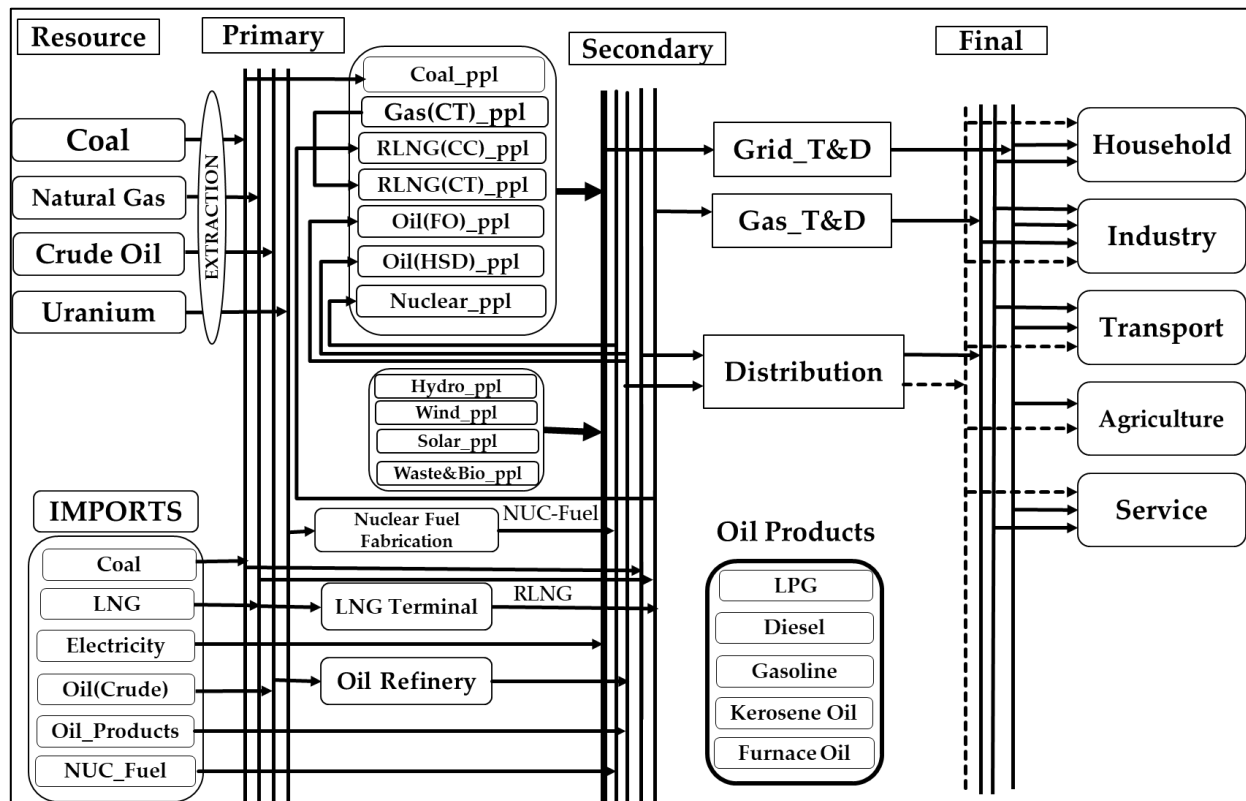 Resource
Primary
Secondary
Final
Coal
Natural Gas
Crude Oil
Uranium
EXTRACTION
Coal_ppl
Gas(CT)_ppl
RLNG(CC)_ppl
RLNG(CT)_ppl
Oil(FO)_ppl
Oil(HSD)_ppl
Nuclear_ppl
Hydro_ppl
Wind_ppl
Solar_ppl
Waste&Bio_ppl
Grid_T&D
Gas_T&D
Distribution
Household
Industry
Transport
Agriculture
Service
IMPORTS
Coal
LNG
Electricity
Oil(Crude)
Oil_Products
NUC_Fuel
Nuclear Fuel
Fabrication
NUC-Fuel
LNG Terminal
RLNG
Oil Refinery
Oil Products
LPG
Diesel
Gasoline
Kerosene Oil
Furnace Oil